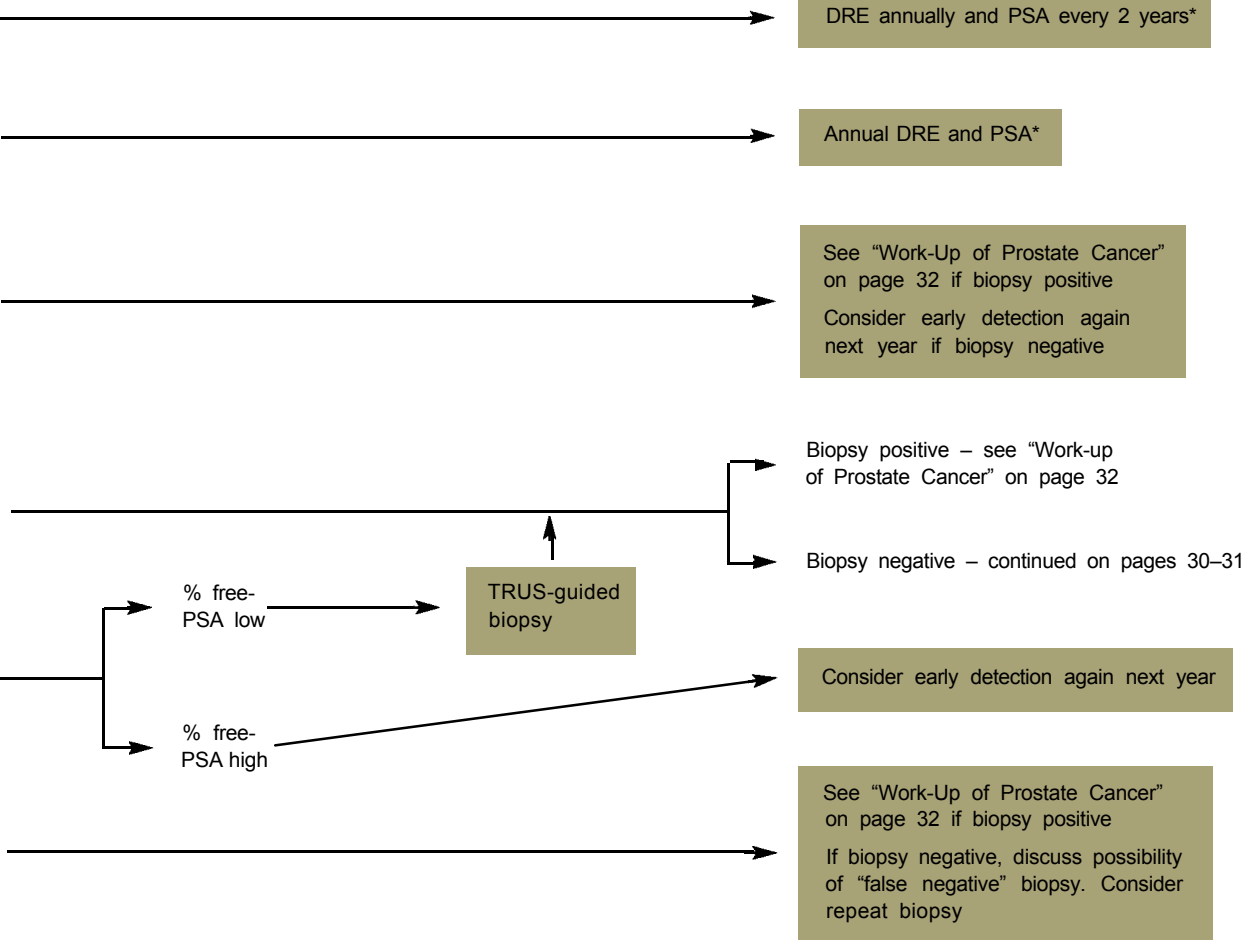 DRE annually and PSA every 2 years*
Annual DRE and PSA*
See “Work-Up of Prostate Cancer”
on page 32 if biopsy positive
Consider early detection again
next year if biopsy negative
Biopsy positive – see “Work-up
of Prostate Cancer” on page 32
Biopsy negative – continued on pages 30–31
% free-
PSA low
TRUS-guided
biopsy
Consider early detection again next year
% free-
PSA high
See “Work-Up of Prostate Cancer”
on page 32 if biopsy positive
If biopsy negative, discuss possibility
of “false negative” biopsy. Consider
repeat biopsy